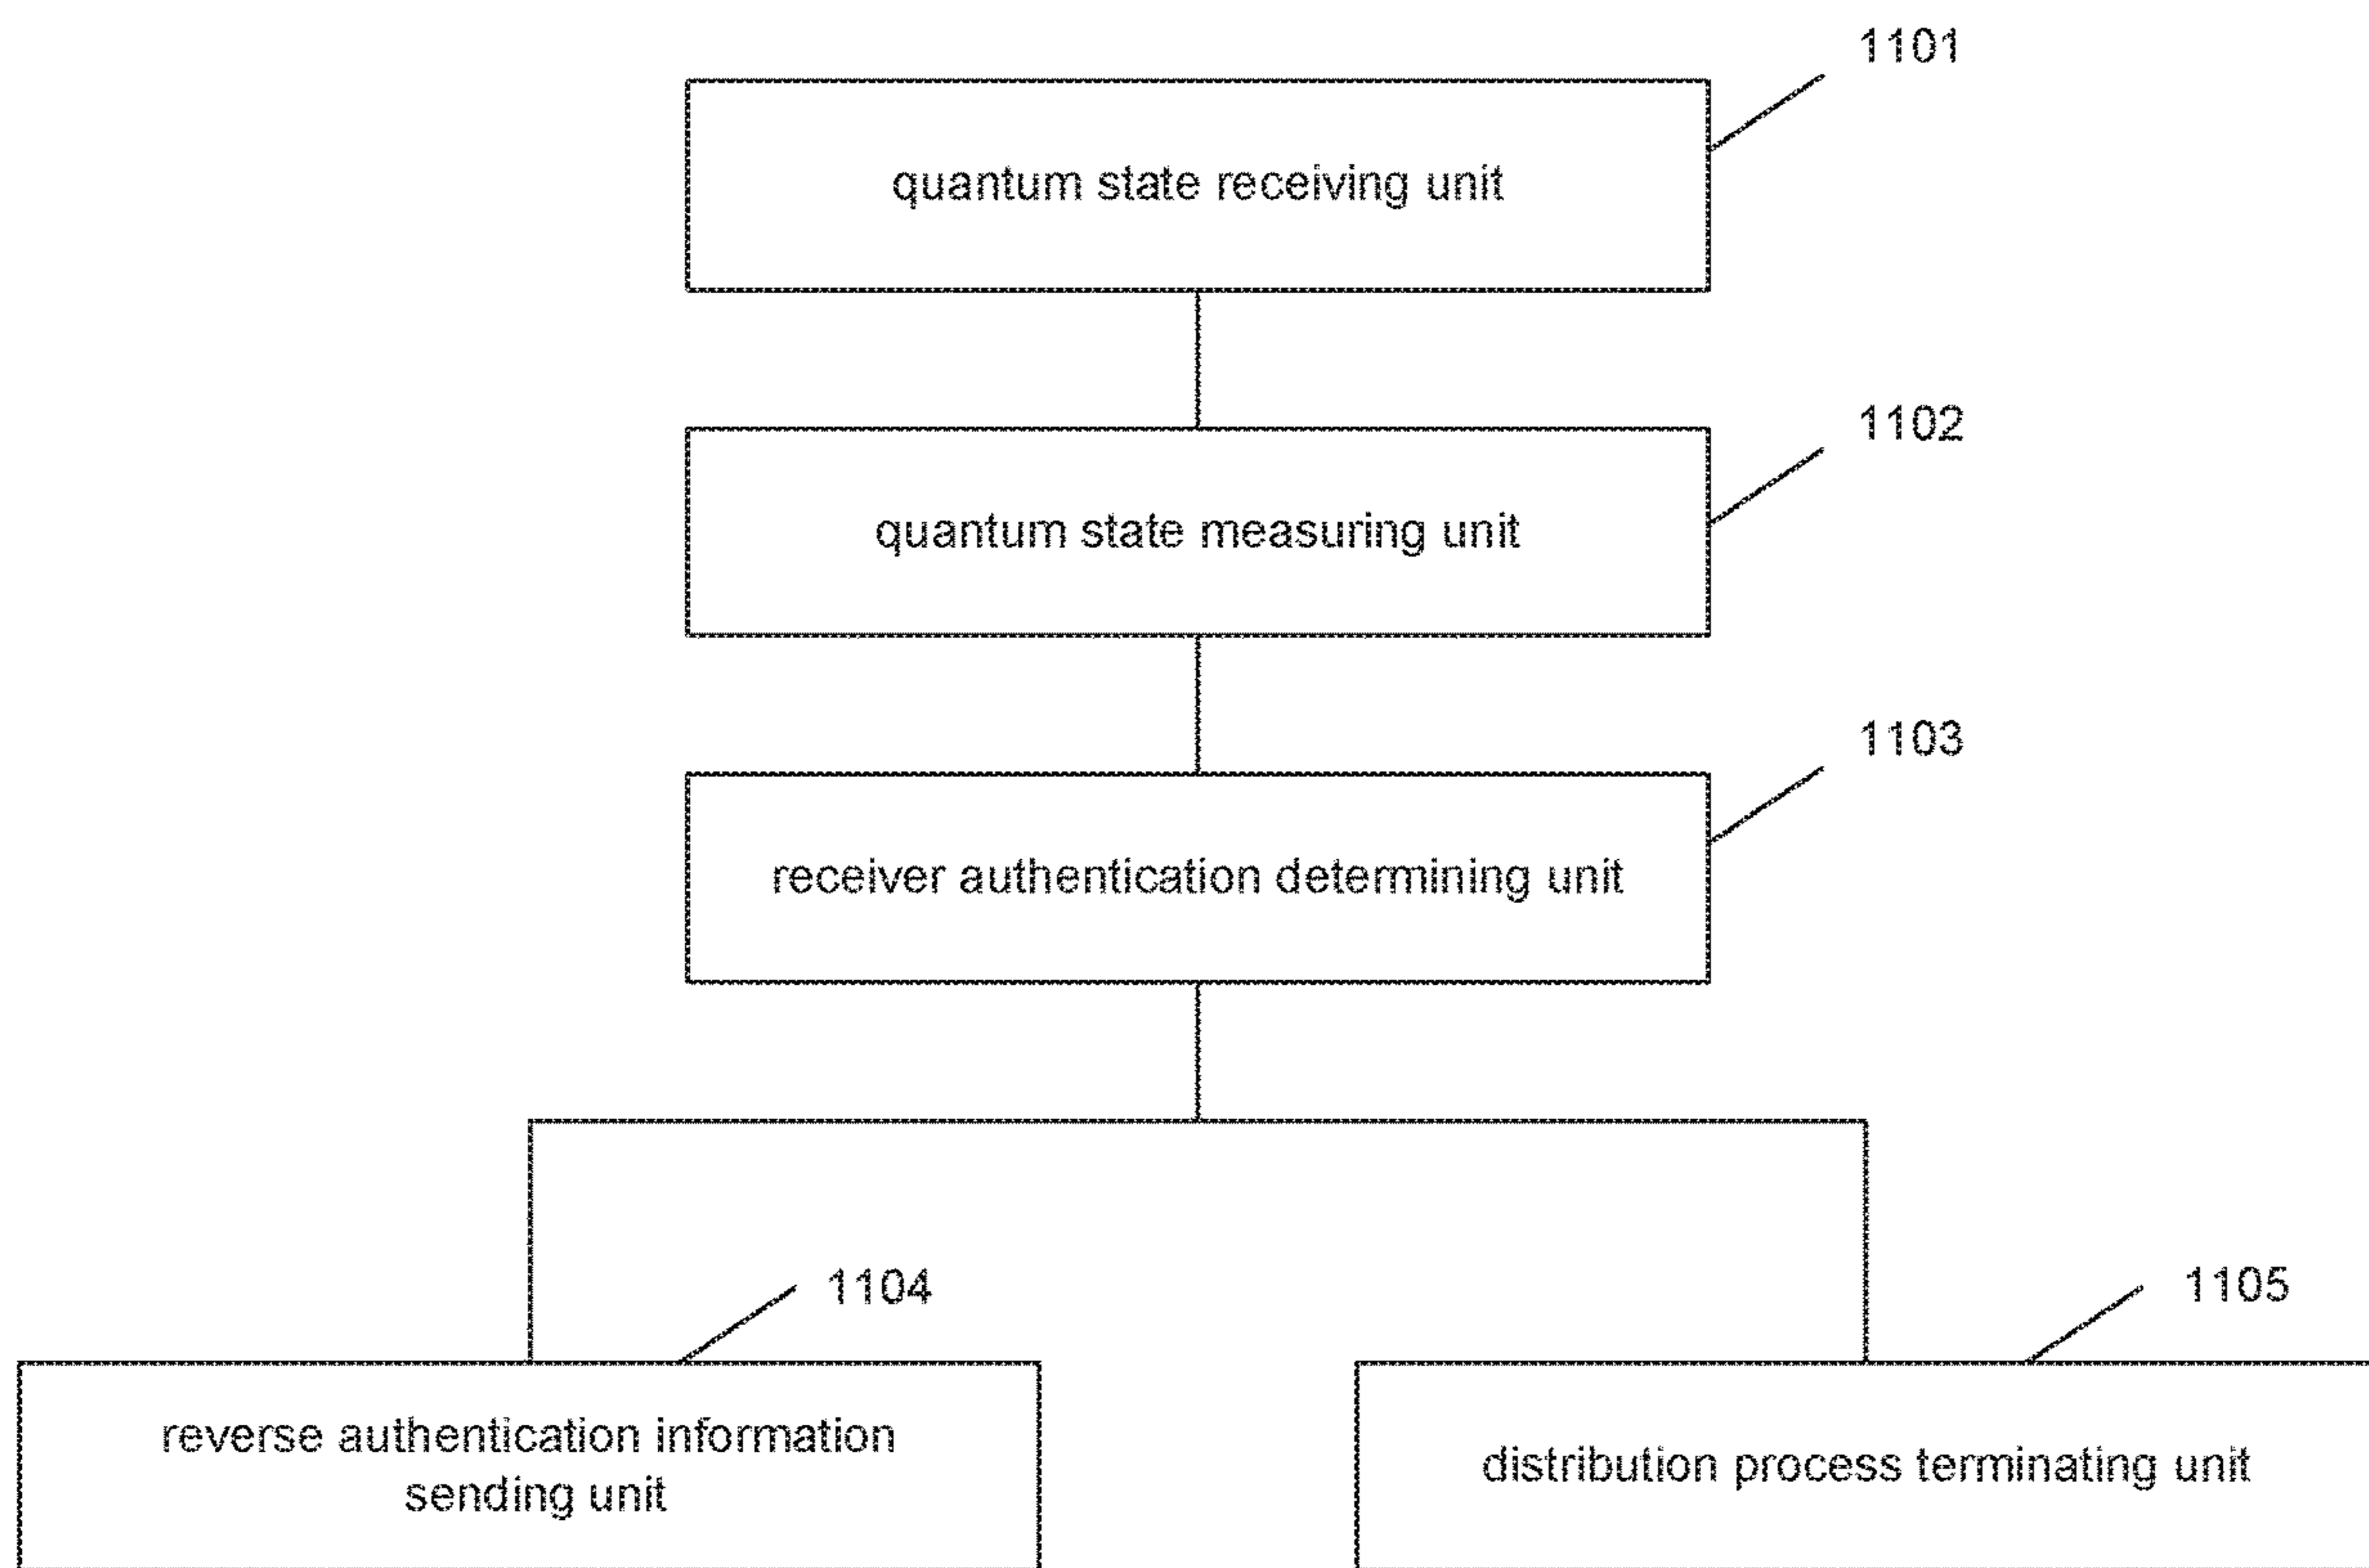 1101
quantum state receiving unit
1102
quantum state measuring unit
1103
receiver authentication determining unit
1104
1105
reverse authentication information
sending unit
distribution process terminating unit